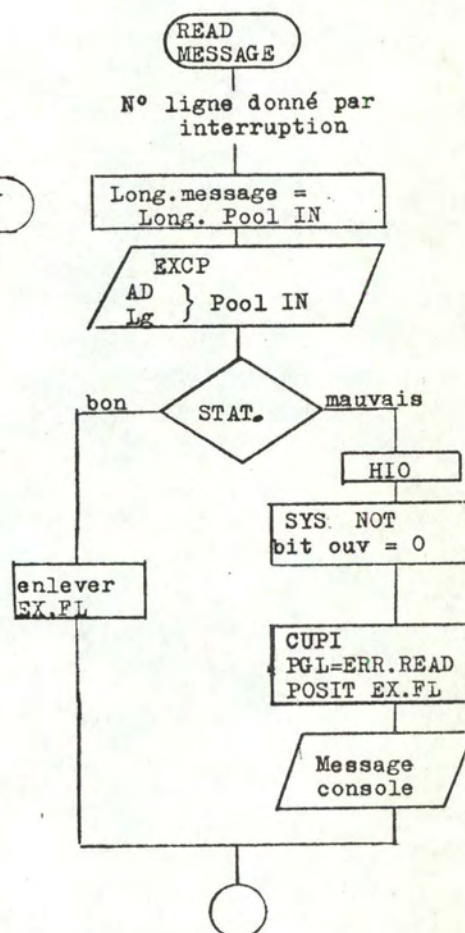 READ
MESSAGE
N° ligne donné par
interruption
Long.message =
Long. Pool IN
EXCP
AD
Lg } Pool IN
STAT.
bon
mauvais
HIO
SYS. NOT
bit ouv = 0
enlever
EX.FL
CUPI
PGL=ERR.READ
POSIT EX.FL
Message
console